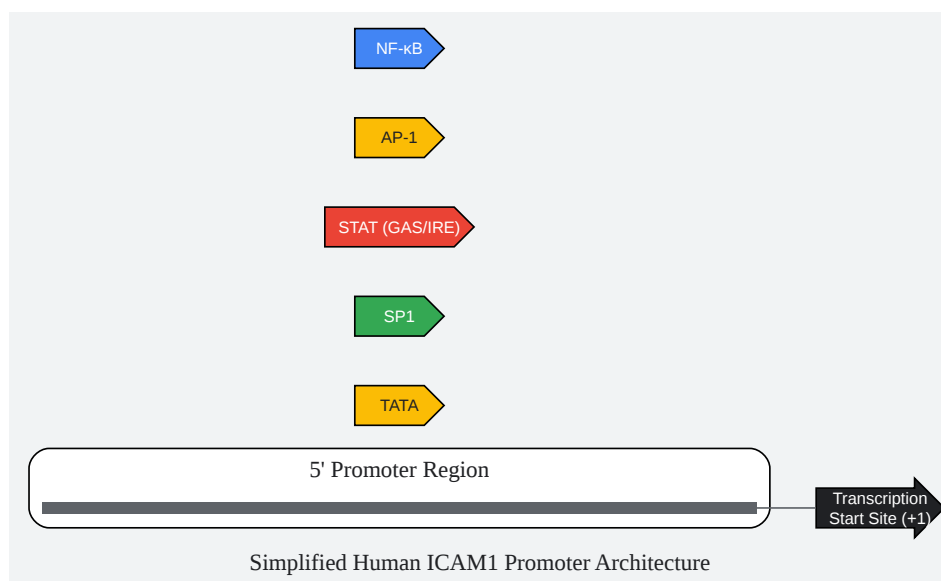 NF-κB
AP-1
STAT (GAS/IRE)
SP1
TATA
5' Promoter Region
Transcription
Start Site (+1)
Simplified Human ICAM1 Promoter Architecture